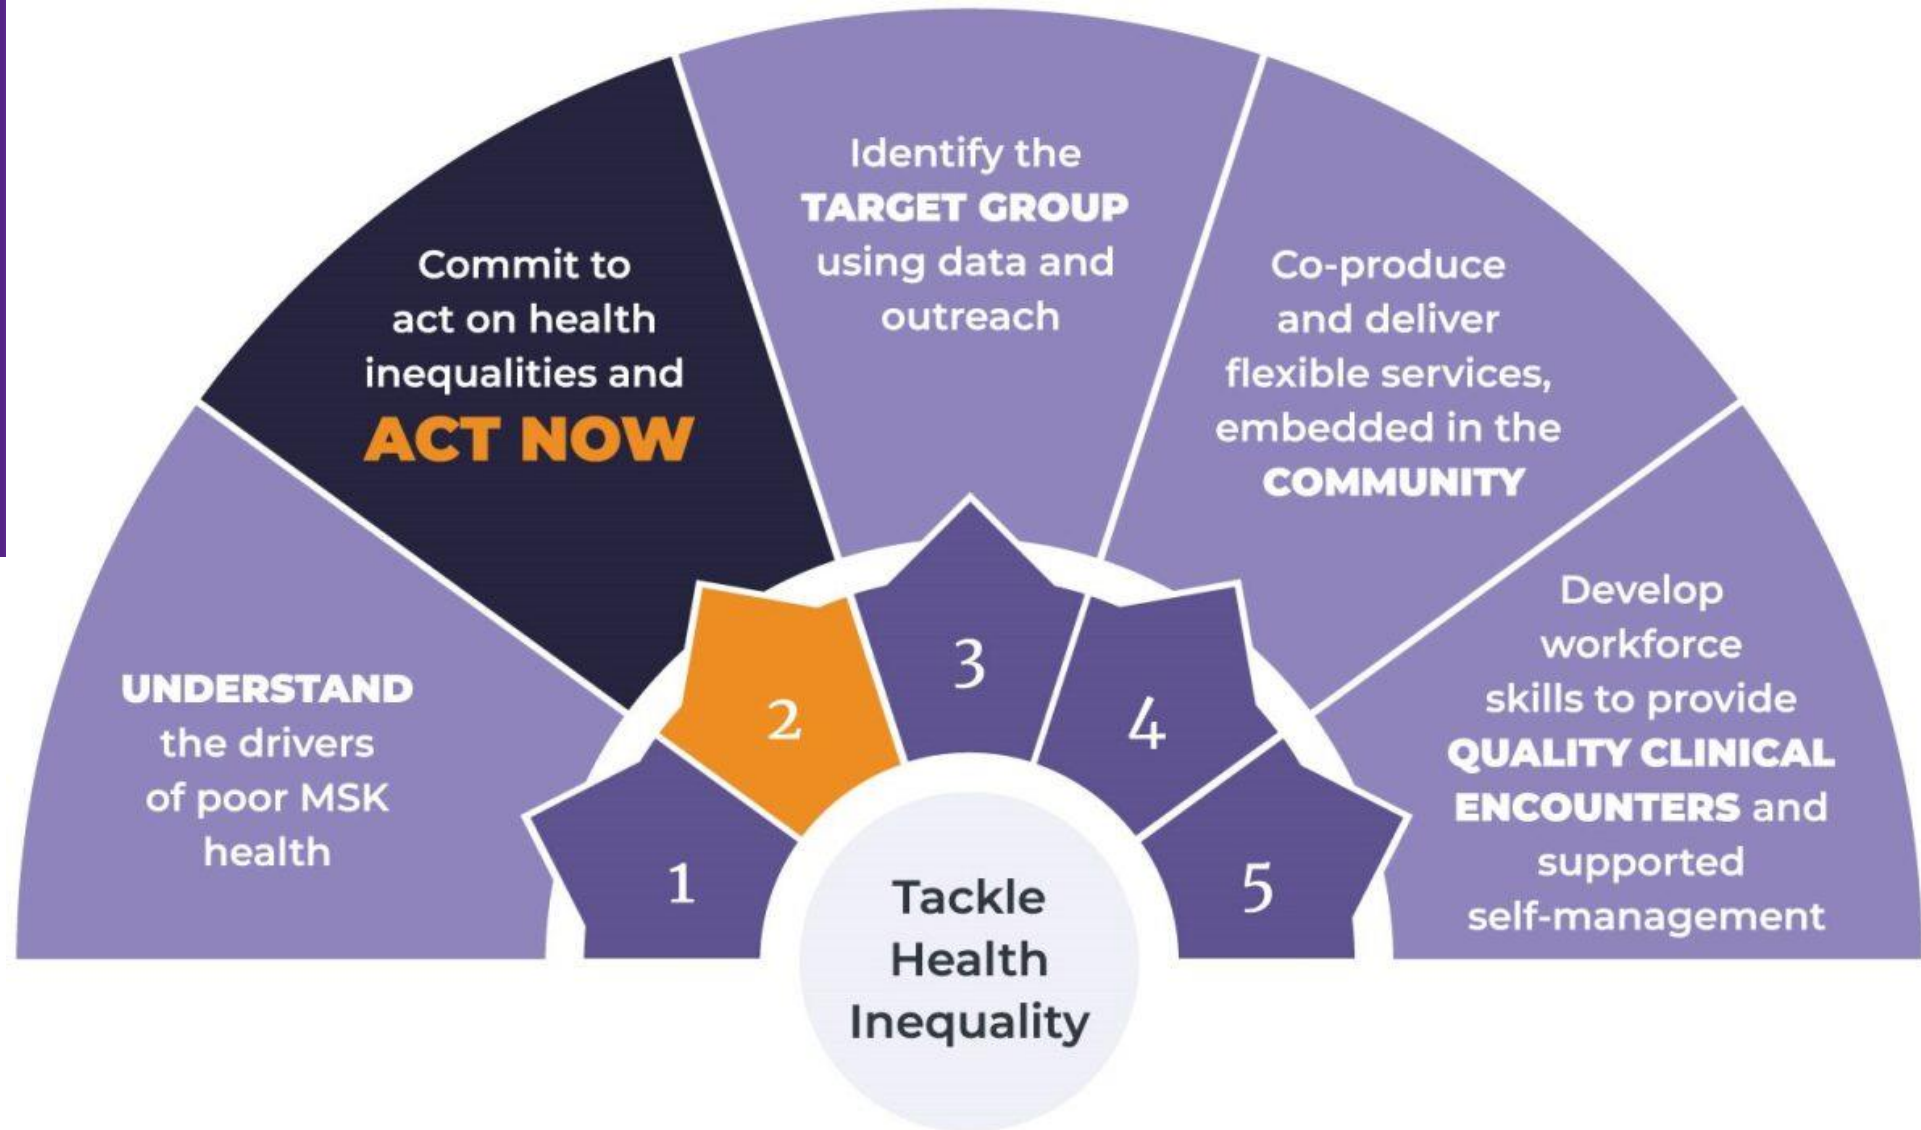 UNDERSTAND
the drivers
of poor MSK
health
1
Commit to
act on health
inequalities and
ACT NOW
2
Identify the
TARGET GROUP
using data and
outreach
3
Co-produce
and deliver
flexible services,
embedded in the
COMMUNITY
4
Develop
workforce
skills to provide
QUALITY CLINICAL
ENCOUNTERS and
supported
self-management
5
Tackle
Health
Inequality